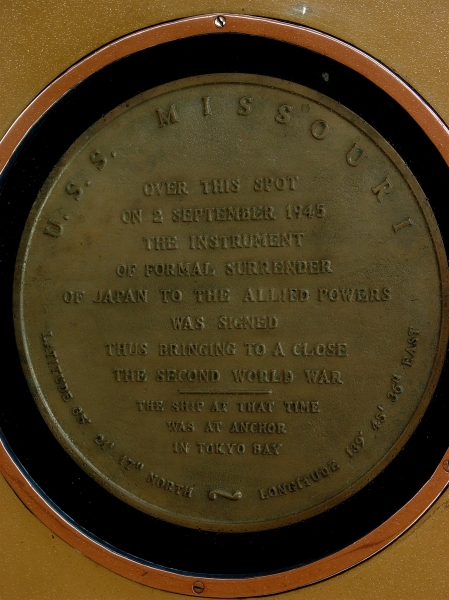 U. S. S. MISSOURI
OVER THIS SPOT
ON 2 SEPTEMBER 1945
THE INSTRUMENT
OF FORMAL SURRENDER
OF JAPAN TO THE ALLIED POWERS
WAS SIGNED
THUS BRINGING TO A CLOSE
THE SECOND WORLD WAR
THE SHIP AT THAT TIME
WAS AT ANCHOR
IN TOKYO BAY
LATITUDE 35° 21' 17" NORTH ~ LONGITUDE 139° 45' 36" EAST